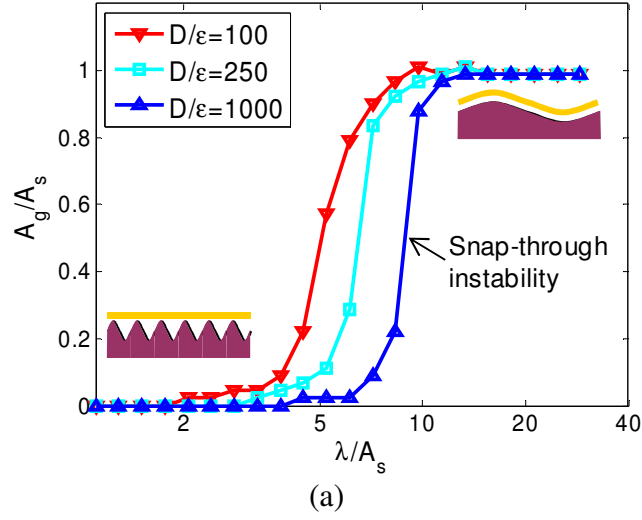 D/ε=100
D/ε=250
D/ε=1000
1
0.8
0.6
0.4
0.2
0
A_g/A_s
Snap-through
instability
2
5
10
20
40
λ/A_s
(a)